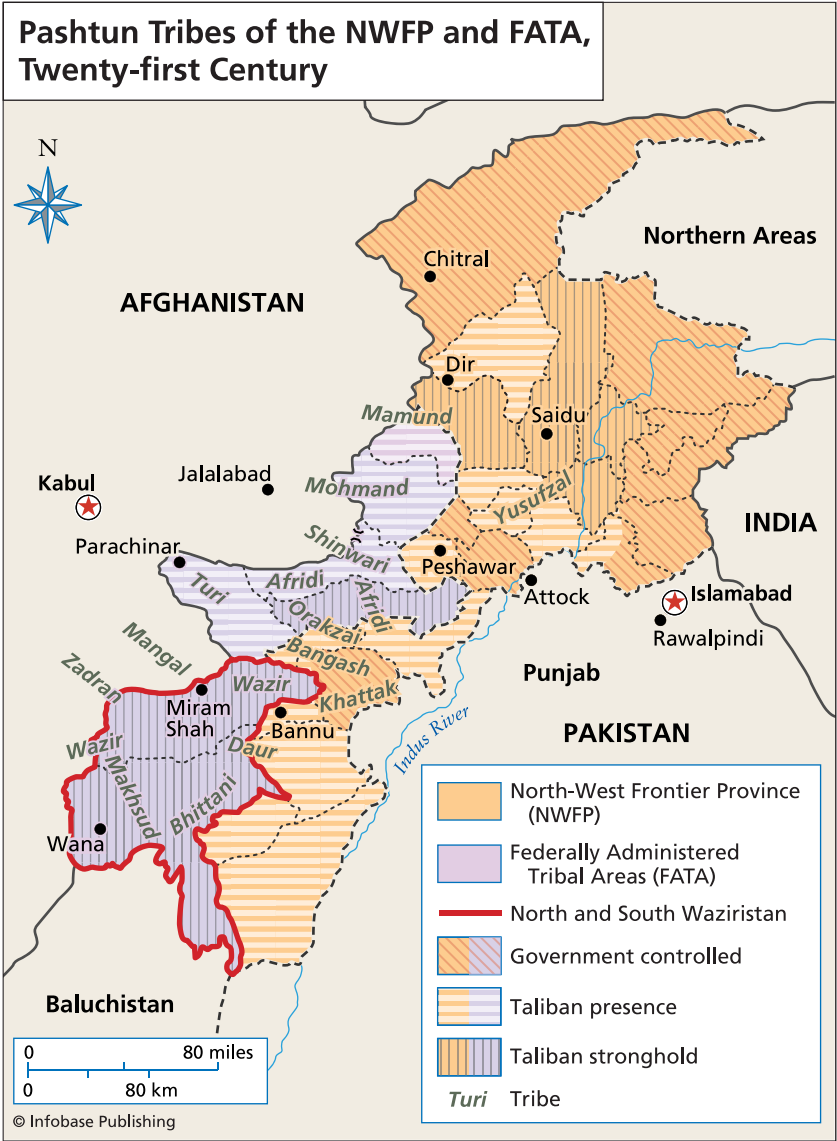 Pashtun Tribes of the NWFP and FATA,
Twenty-first Century
N
Northern Areas
Chitral
AFGHANISTAN
Dir
Mamund
Saidu
Jalalabad
Kabul
Mohmand
Yusufzal
INDIA
Shinwari
Parachinar
Peshawar
Turi
Afridi
Afridi
Attock
Islamabad
Rawalpindi
Orakzai
Mangal
Bangash
Punjab
Zadran
Wazir
Khattak
Miram
Shah
Bannu
PAKISTAN
Indus River
Wazir
Daur
Makhsud
Bhittani
Wana
Baluchistan
North-West Frontier Province
(NWFP)
Federally Administered
Tribal Areas (FATA)
North and South Waziristan
Government controlled
Taliban presence
Taliban stronghold
Turi Tribe
0 80 miles
0 80 km
© Infobase Publishing